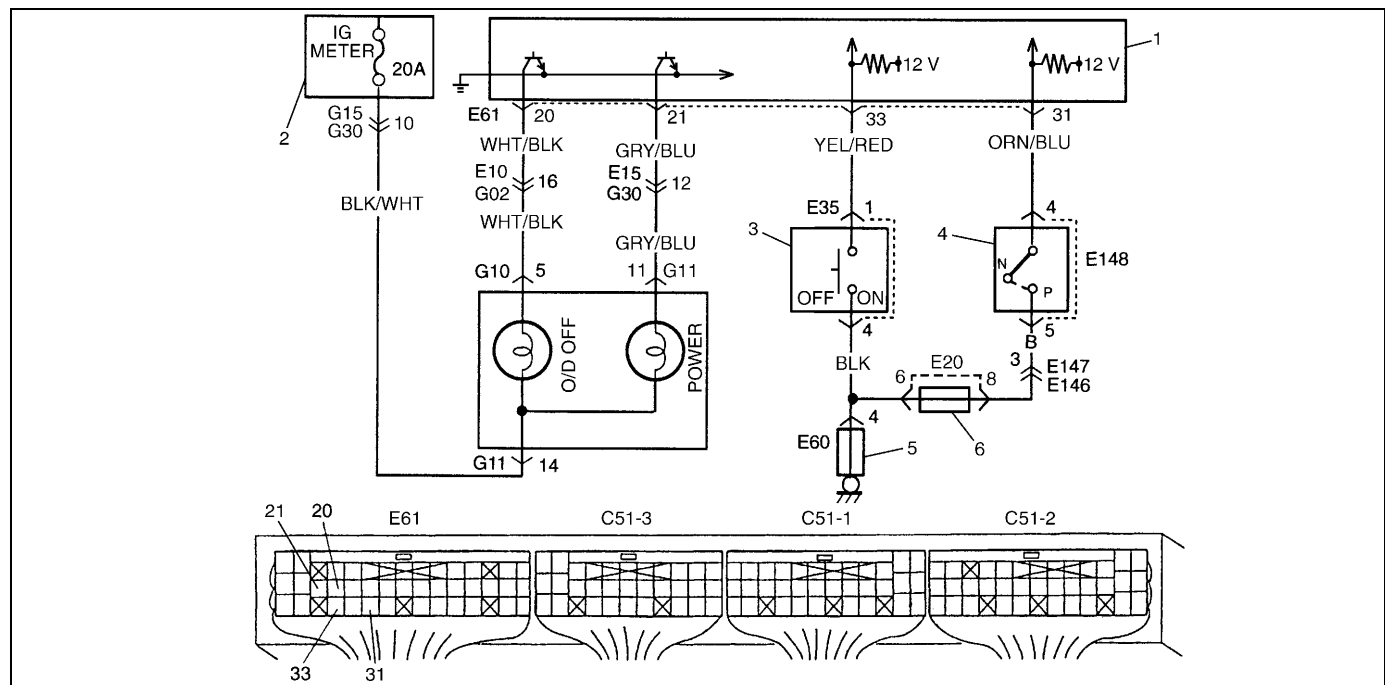 IG
METER
20A
2
G15
G30
10
BLK/WHT
1
12 V
12 V
E61
20
21
33
31
WHT/BLK
GRY/BLU
YEL/RED
ORN/BLU
E10
G02
16
E15
G30
12
WHT/BLK
GRY/BLU
G10
5
11
G11
O/D OFF
POWER
G11
14
E35
1
3
OFF
ON
4
BLK
4
4
N
P
E148
5
B
3
E147
E146
6
E20
8
6
4
E60
5
21
20
E61
C51-3
C51-1
C51-2
33
31